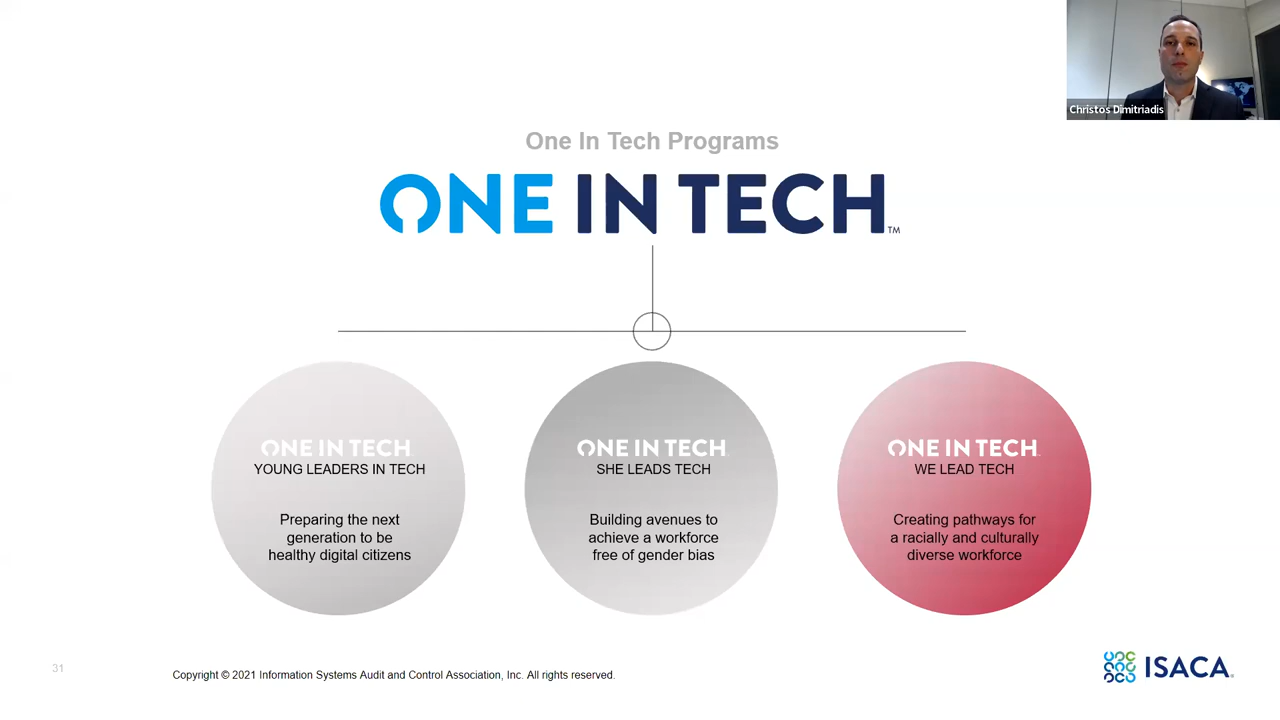 Christos Dimitriadis
One In Tech Programs
ONE IN TECH™
ONE IN TECH
YOUNG LEADERS IN TECH
Preparing the next
generation to be
healthy digital citizens
ONE IN TECH
SHE LEADS TECH
Building avenues to
achieve a workforce
free of gender bias
ONE IN TECH
WE LEAD TECH
Creating pathways for
a racially and culturally
diverse workforce
31
Copyright © 2021 Information Systems Audit and Control Association, Inc. All rights reserved.
ISACA®